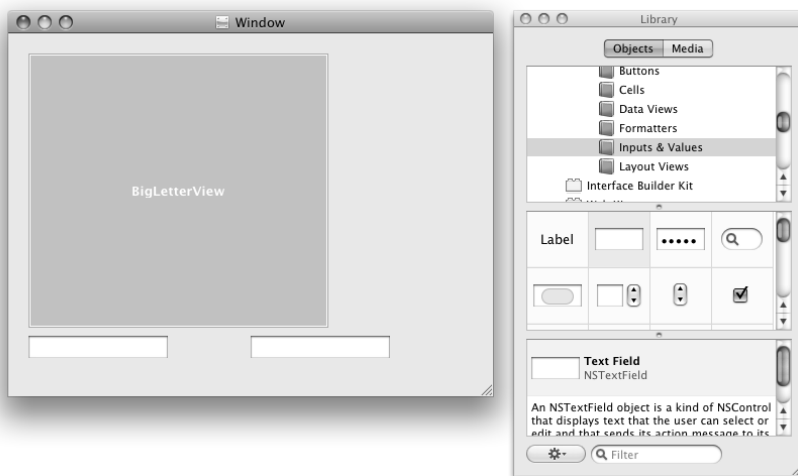 Window
BigLetterView
Library
Objects Media
Buttons
Cells
Data Views
Formatters
Inputs & Values
Layout Views
Interface Builder Kit
Label
Text Field
NSTextField
An NSTextField object is a kind of NSControl
that displays text that the user can select or
edit and that sends its action message to its
Filter